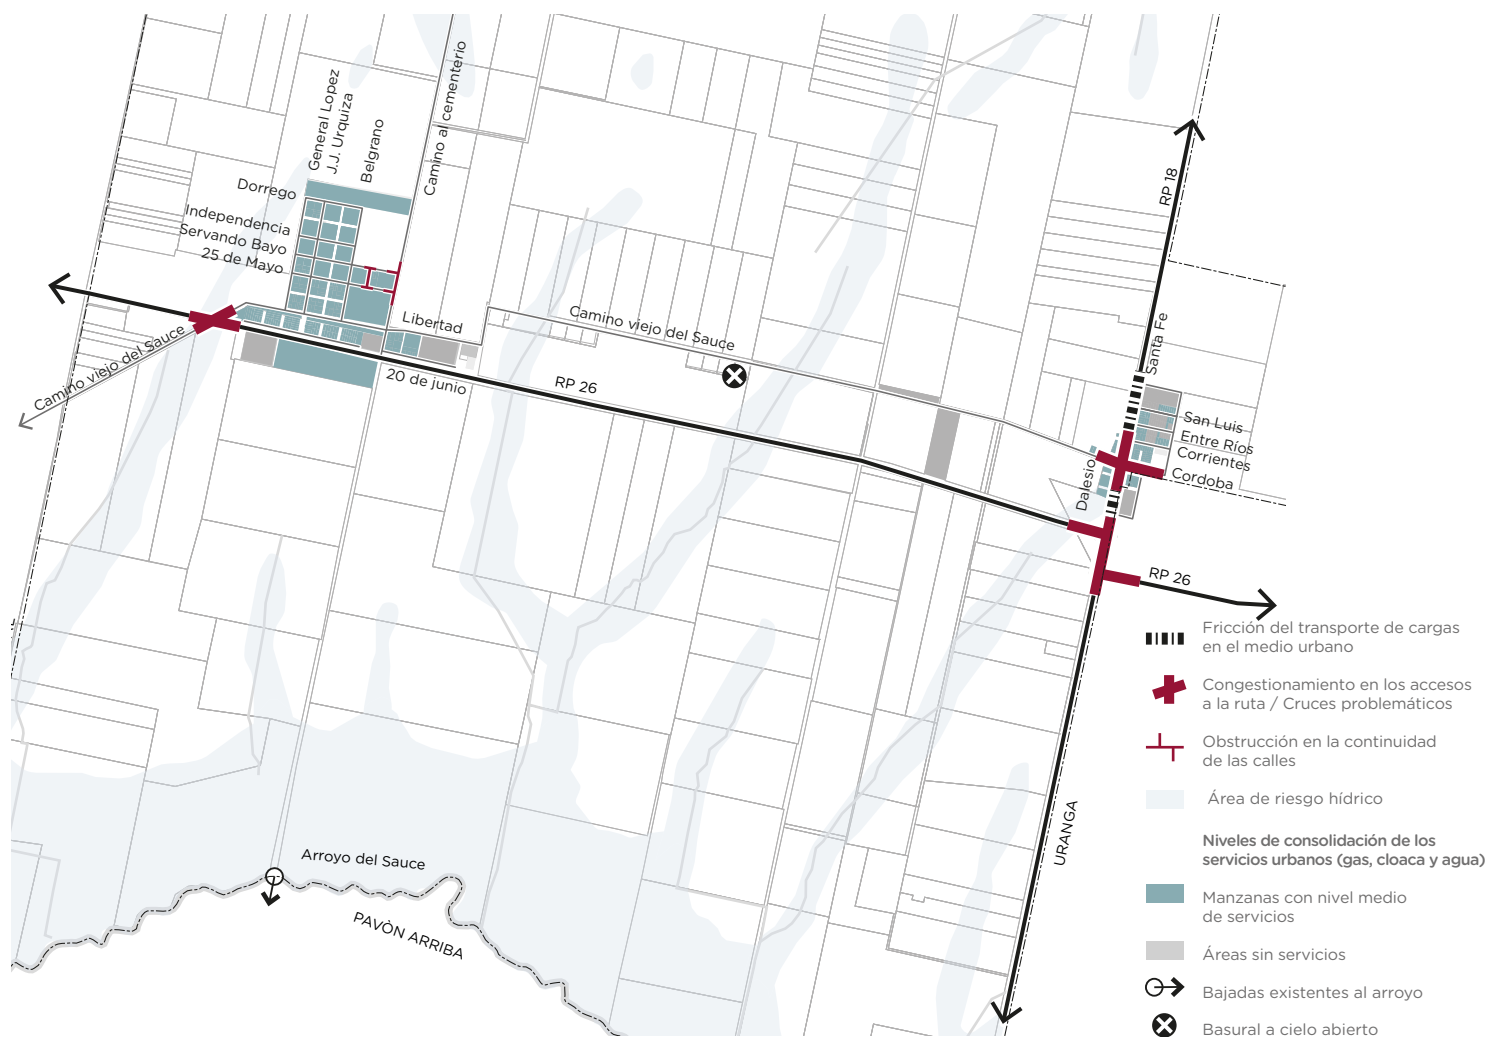 General Lopez
J.J. Urquiza
Belgrano
Camino al cementerio
Dorrego
Independencia
Servando Bayo
25 de Mayo
Libertad
Camino viejo del Sauce
Camino viejo del Sauce
20 de junio
RP 26
RP 18
Santa Fe
San Luis
Entre Ríos
Corrientes
Cordoba
Dalesio
RP 26
URANGA
Arroyo del Sauce
PAVÒN ARRIBA
Fricción del transporte de cargas
en el medio urbano
Congestionamiento en los accesos
a la ruta / Cruces problemáticos
Obstrucción en la continuidad
de las calles
Área de riesgo hídrico
Niveles de consolidación de los
servicios urbanos (gas, cloaca y agua)
Manzanas con nivel medio
de servicios
Áreas sin servicios
Bajadas existentes al arroyo
Basural a cielo abierto